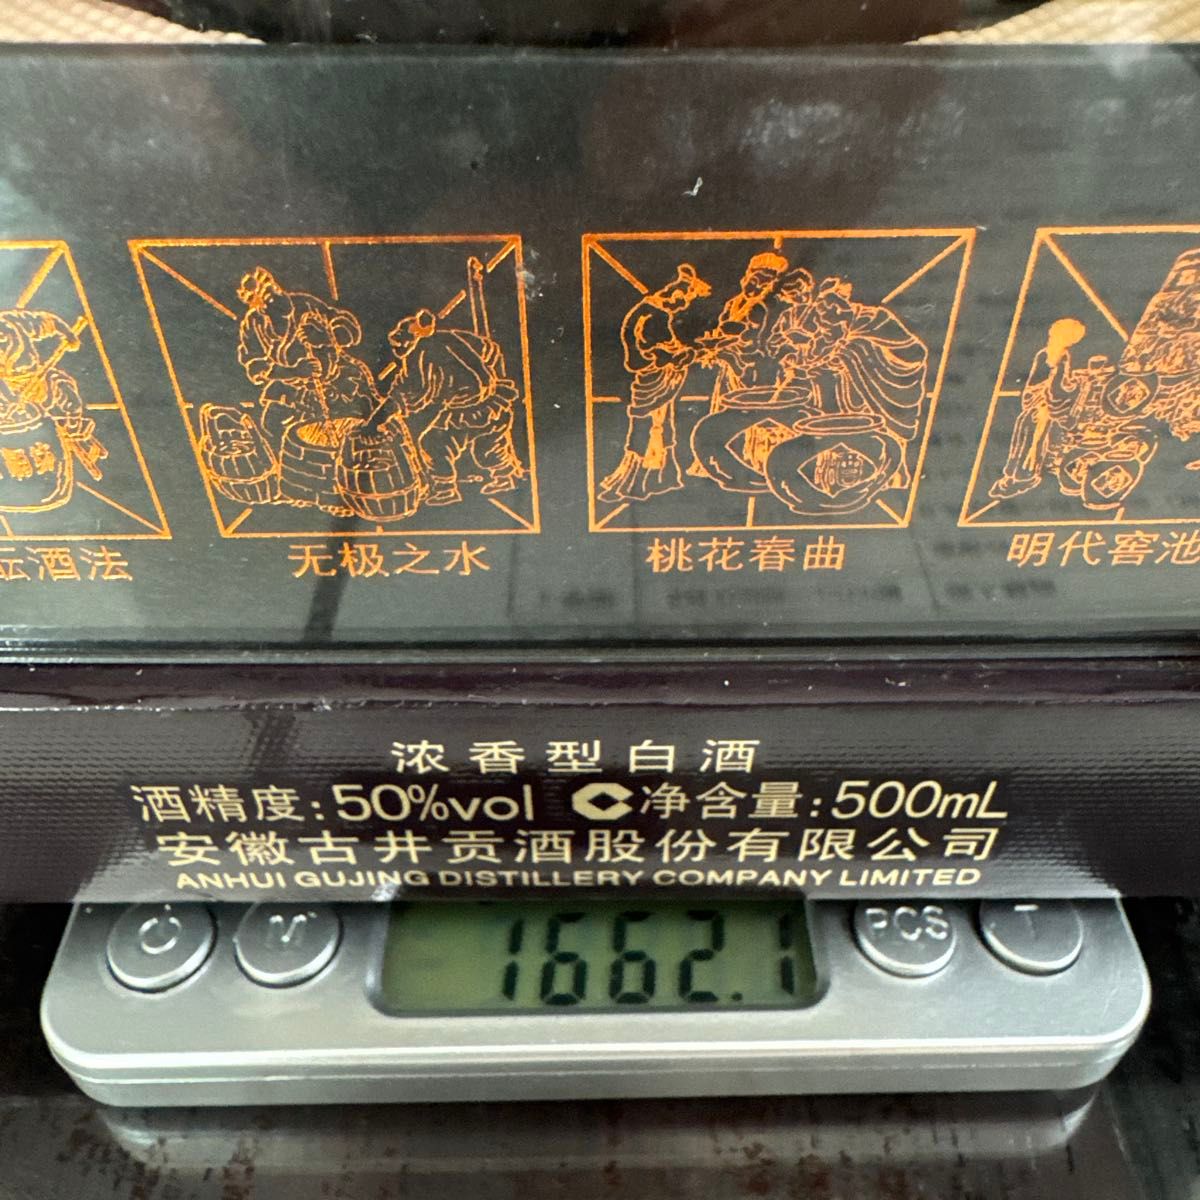 酒法
无极之水
桃花春曲
明代窖池
浓香型白酒
酒精度:50%vol 净含量:500mL
安徽古井贡酒股份有限公司
ANHUI GUJING DISTILLERY COMPANY LIMITED
M 1662.1 PCS T